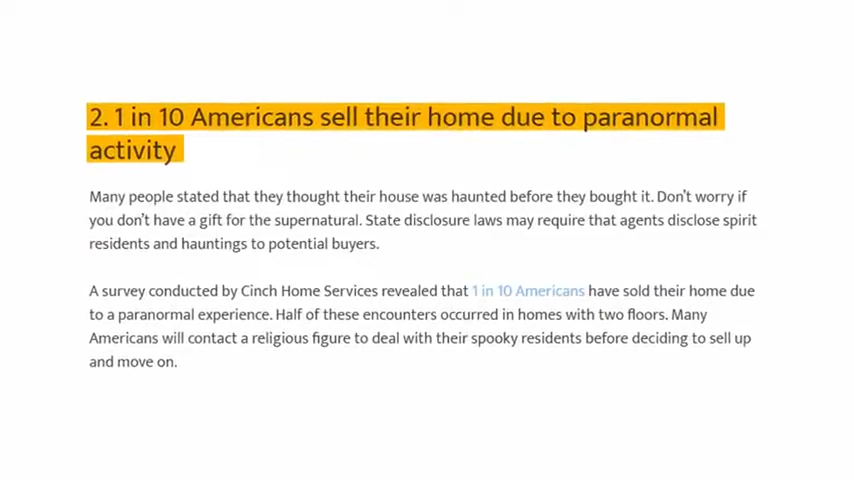 2. 1 in 10 Americans sell their home due to paranormal
activity
Many people stated that they thought their house was haunted before they bought it. Don't worry if
you don't have a gift for the supernatural. State disclosure laws may require that agents disclose spirit
residents and hauntings to potential buyers.
A survey conducted by Cinch Home Services revealed that 1 in 10 Americans have sold their home due
to a paranormal experience. Half of these encounters occurred in homes with two floors. Many
Americans will contact a religious figure to deal with their spooky residents before deciding to sell up
and move on.